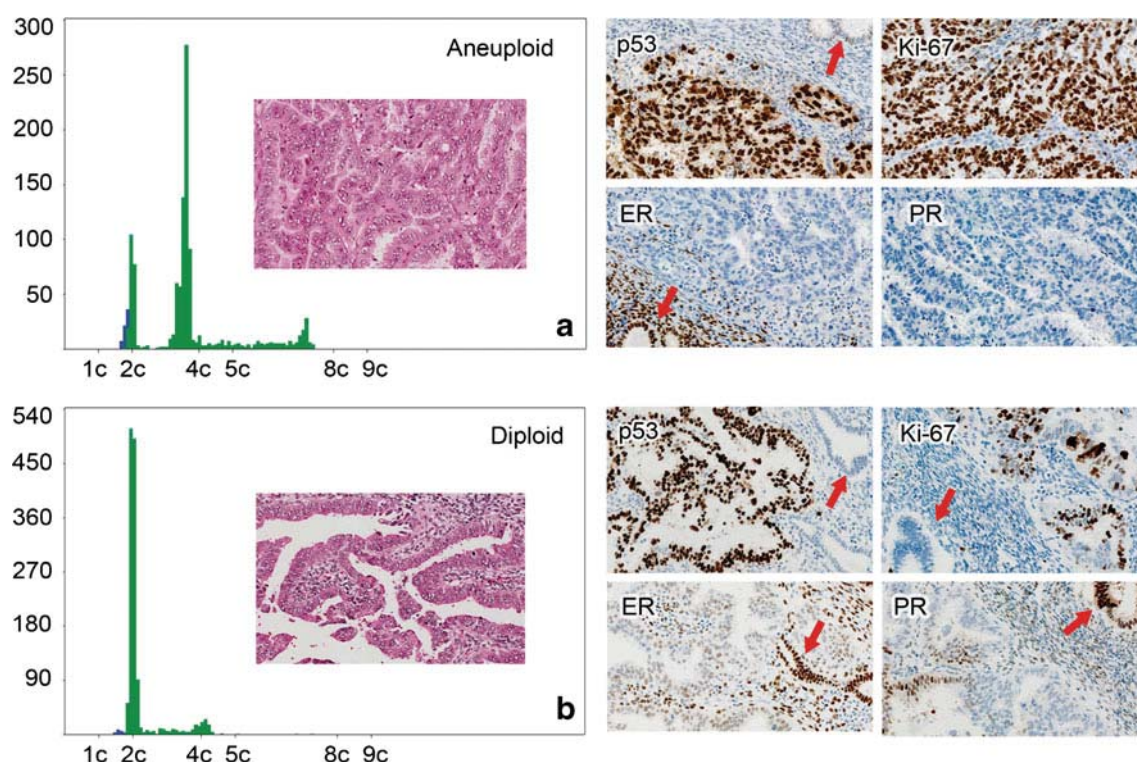 300
Aneuploid
250
200
150
100
50
a
1c 2c 4c 5c 8c 9c
p53
Ki-67
ER
PR
540
Diploid
450
360
270
180
90
b
1c 2c 4c 5c 8c 9c
p53
Ki-67
ER
PR